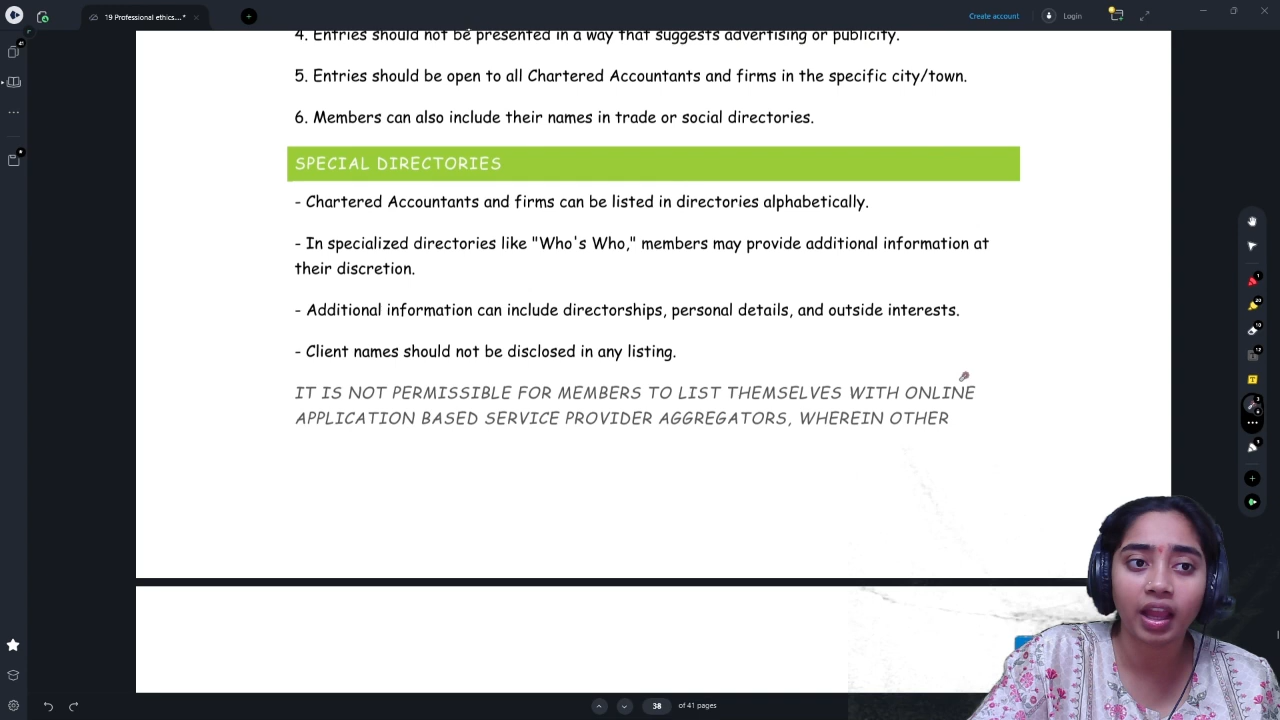 19 Professional ethics....*
Create account
Login
4. Entries should not be presented in a way that suggests advertising or publicity.
5. Entries should be open to all Chartered Accountants and firms in the specific city/town.
6. Members can also include their names in trade or social directories.
SPECIAL DIRECTORIES
- Chartered Accountants and firms can be listed in directories alphabetically.
- In specialized directories like "Who's Who," members may provide additional information at
their discretion.
- Additional information can include directorships, personal details, and outside interests.
- Client names should not be disclosed in any listing.
IT IS NOT PERMISSIBLE FOR MEMBERS TO LIST THEMSELVES WITH ONLINE
APPLICATION BASED SERVICE PROVIDER AGGREGATORS, WHEREIN OTHER
38 of 41 pages